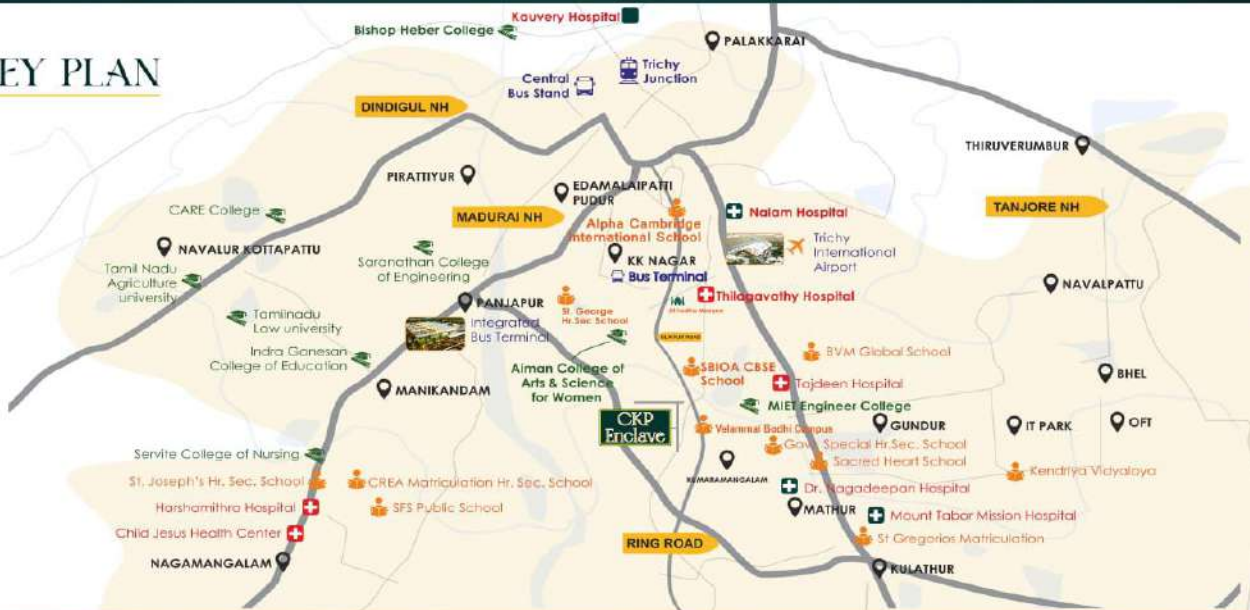 EY PLAN
Kauvery Hospital
Bishop Heber College
PALAKKARAI
Trichy
Junction
Central
Bus Stand
DINDIGUL NH
THIRUVERUMBUR
PIRATTIYUR
EDAMALAIPATTI
PUDUR
MADURAI NH
TANJORE NH
CARE College
Nalam Hospital
Alpha Cambridge
International School
NAVALUR KOTTAPATTU
Trichy
International
Airport
Saranathan College
of Engineering
KK NAGAR
Bus Terminal
Tamil Nadu
Agriculture
university
NAVALPATTU
Thilagavathy Hospital
PANJAPUR
Integrated
Bus Terminal
St. George
Hr.Sec School
Tamilnadu
Law university
BVM Global School
Indra Ganesan
College of Education
Aiman College of
Arts & Science
for Women
SBIOA CBSE
School
BHEL
Tajdeen Hospital
MANIKANDAM
MIET Engineer College
CKP
Enclave
Velammal Bodhi Campus
GUNDUR
IT PARK
OFT
Govt. Special Hr.Sec. School
Servite College of Nursing
Sacred Heart School
Kendriya Vidyalaya
St. Joseph's Hr. Sec. School
CREA Matriculation Hr. Sec. School
KUMARAMANGALAM
Dr. Nagadeepan Hospital
Harshamithra Hospital
SFS Public School
MATHUR
Mount Tabor Mission Hospital
Child Jesus Health Center
RING ROAD
St Gregorios Matriculation
NAGAMANGALAM
KULATHUR